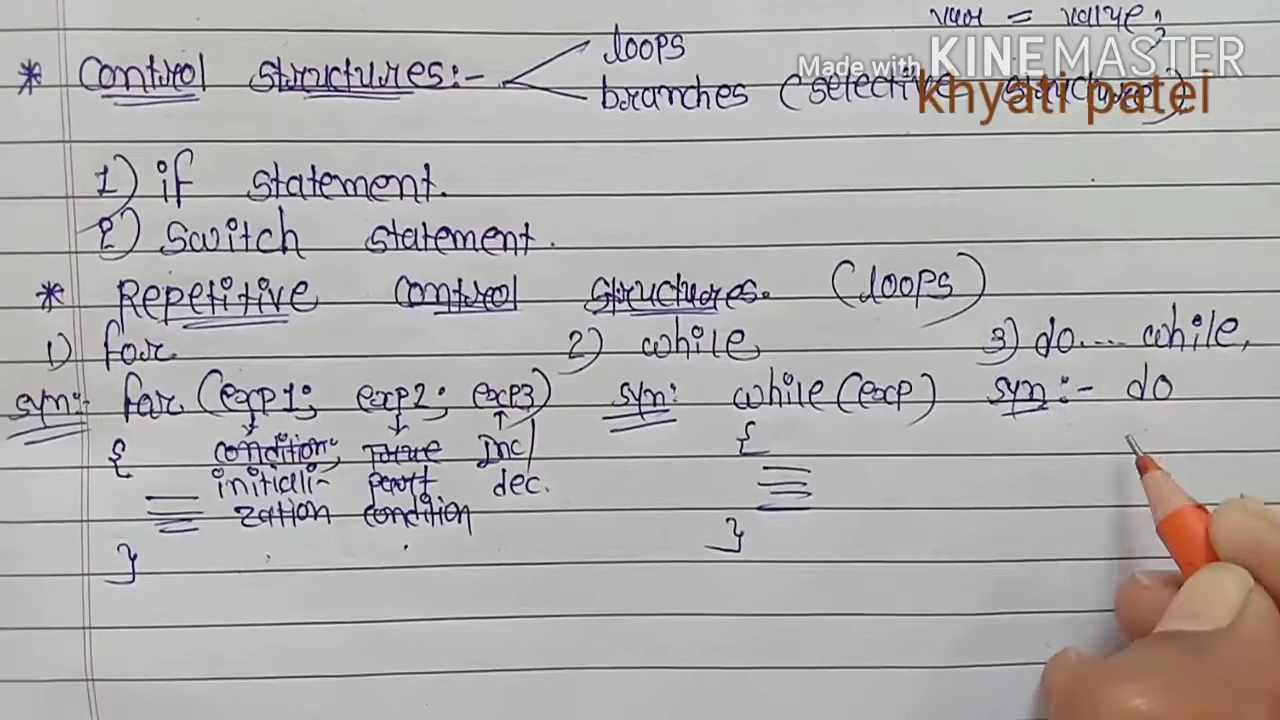 var = value;
Made with KINEMASTER
khyati patel
* Control structures:- loops
branches (selective structure)
1) if statement.
2) switch statement.
* Repetitive control structures. (loops)
1) for 2) while, 3) do.... while,
syn:- for (exp1; exp2; exp3) syn: while(exp) syn:- do
{ condition; true Inc/ {
initiali- part dec.
zation condition
} }